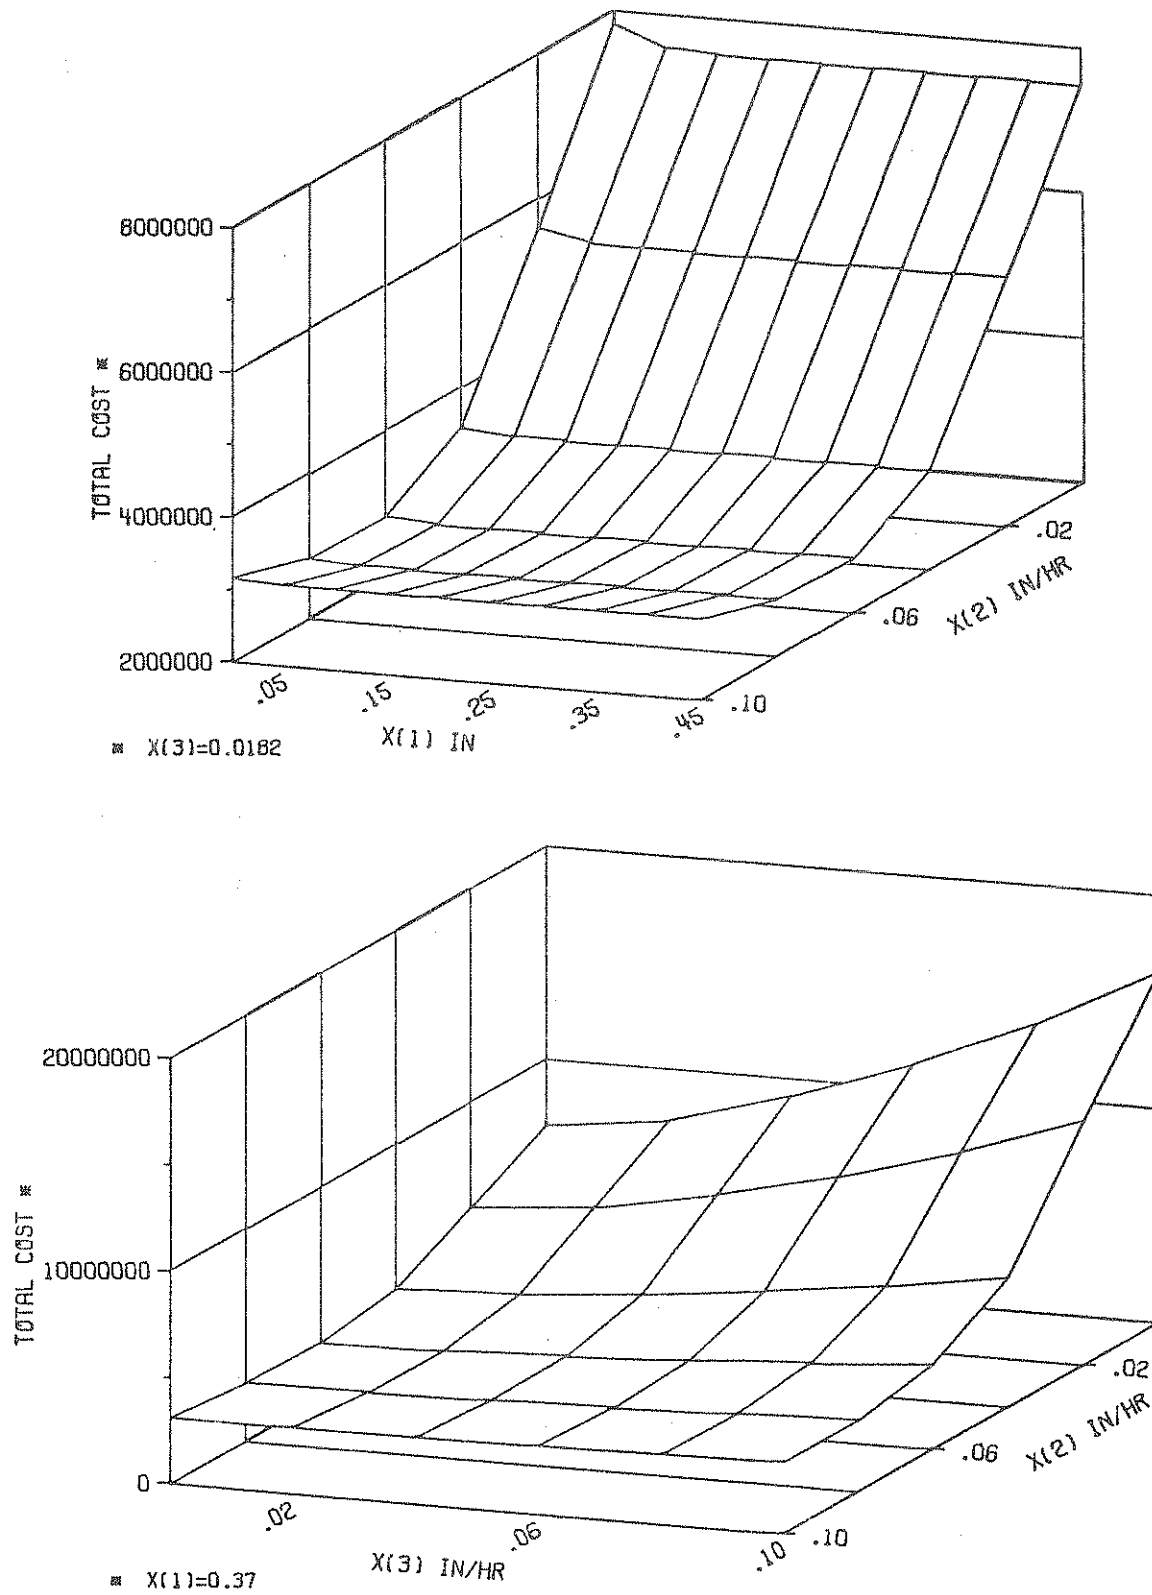 8000000
6000000
4000000
2000000
TOTAL COST *
.05
.15
.25
.35
.45
X(1) IN
.02
.06
.10
X(2) IN/HR
* X(3)=0.0182
20000000
10000000
0
TOTAL COST *
.02
.06
.10
X(3) IN/HR
.02
.06
.10
X(2) IN/HR
* X(1)=0.37